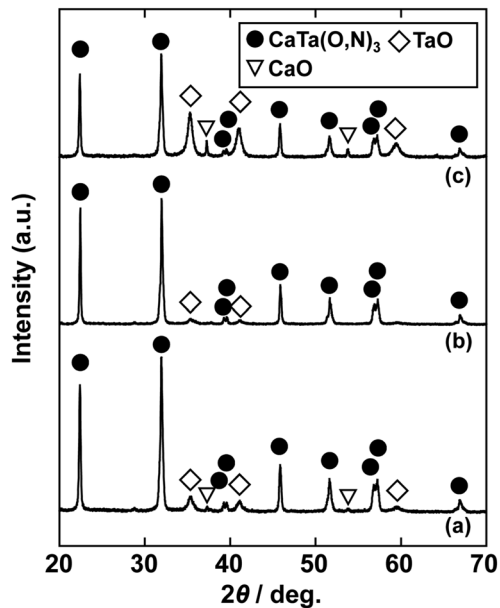 CaTa(O,N)₃ TaO
CaO
(c)
(b)
(a)
Intensity (a.u.)
20 30 40 50 60 70
2θ / deg.